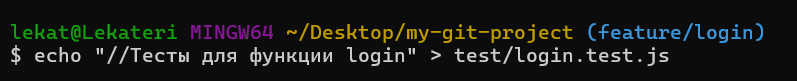 lekat@Lekateri MINGW64 ~/Desktop/my-git-project (feature/login)
$ echo "//Тесты для функции login" > test/login.test.js